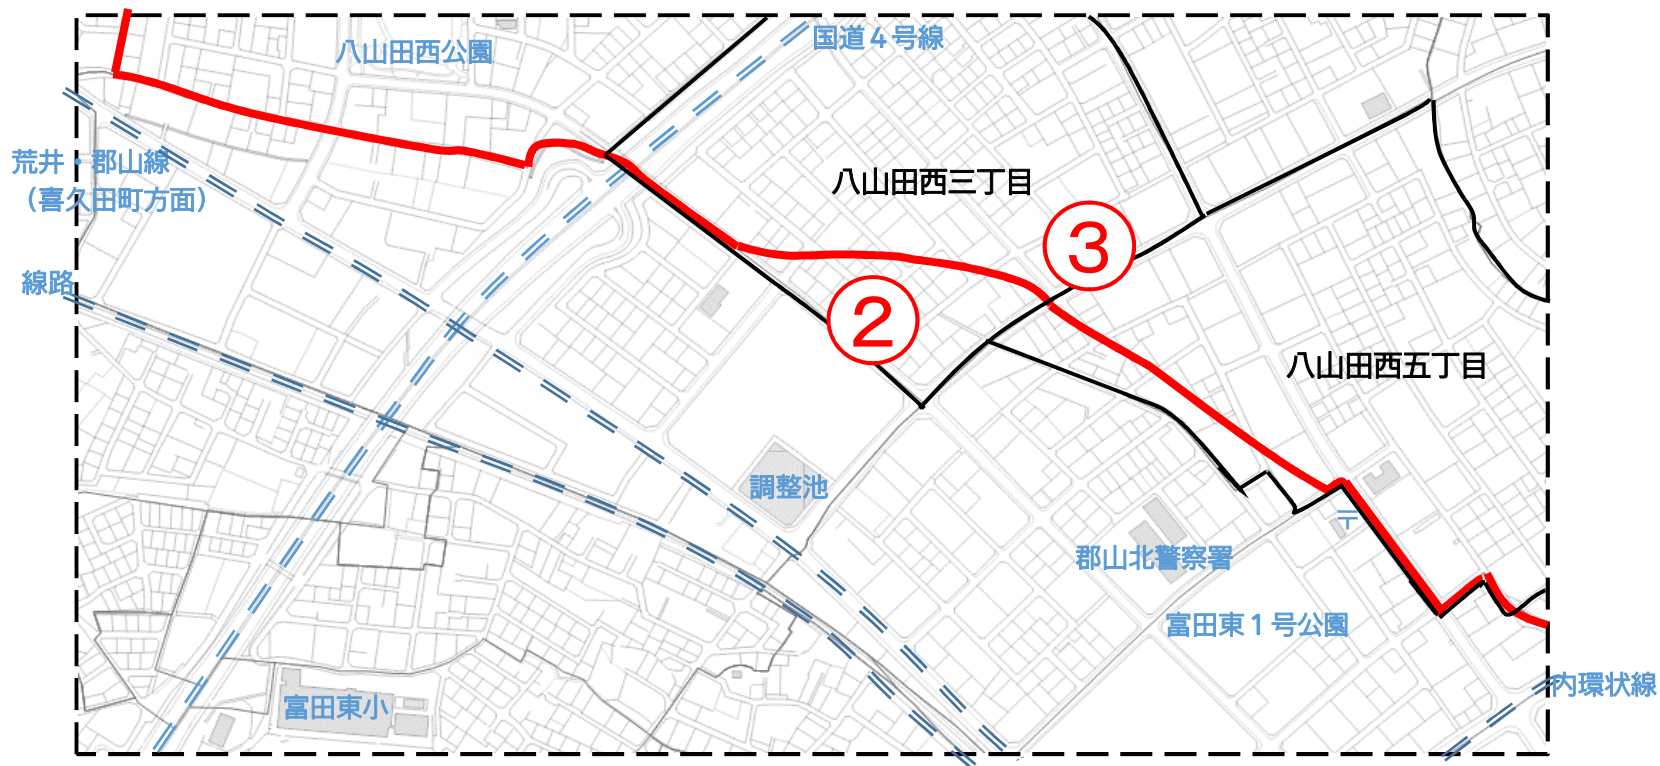 八山田西公園
国道４号線
荒井・郡山線
（喜久田町方面）
八山田西三丁目
③
線路
②
八山田西五丁目
調整池
〒
郡山北警察署
富田東１号公園
内環状線
富田東小